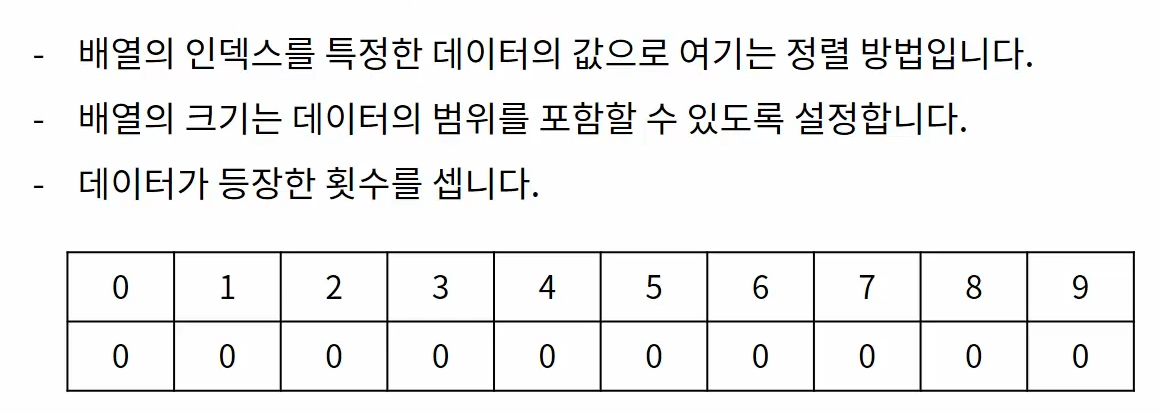 - 배열의 인덱스를 특정한 데이터의 값으로 여기는 정렬 방법입니다.
- 배열의 크기는 데이터의 범위를 포함할 수 있도록 설정합니다.
- 데이터가 등장한 횟수를 셉니다.
0 1 2 3 4 5 6 7 8 9
0 0 0 0 0 0 0 0 0 0